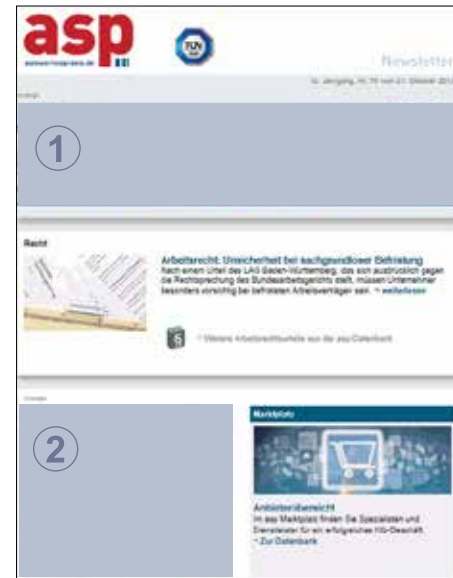 asp
TÜV
Newsletter
Anzeige
1
Recht
Arbeitsrecht: Unsicherheit bei sachgrundloser Befristung
Nach einem Urteil des LAG Baden-Württemberg, das sich ausdrücklich gegen
die Rechtsprechung des Bundesarbeitsgerichts stellt, müssen Unternehmer
besonders vorsichtig bei befristeten Arbeitsverträgen sein. weiterlesen
§
Weitere Arbeitsrechtsurteile aus der asp-Datenbank
Anzeige
2
Marktplatz
Anbieterübersicht
Im asp Marktplatz finden Sie Spezialisten und
Dienstleister für ein erfolgreiches Kfz-Geschäft.
Zur Datenbank